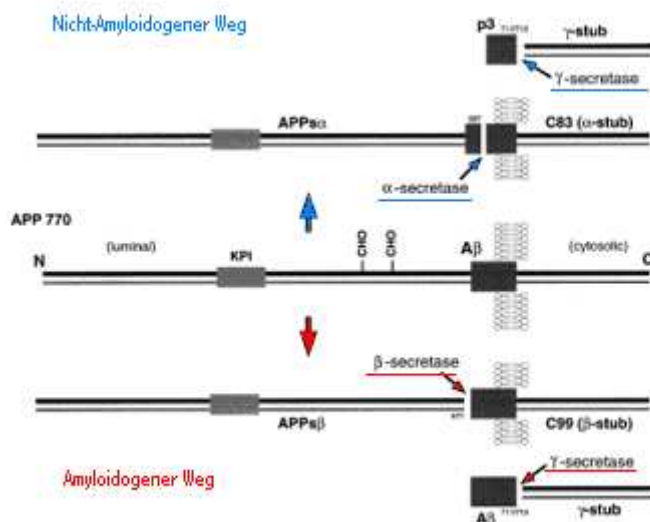 Nicht-Amyloidogener Weg
p3
γ-stub
γ-secretase
APPsα
C83 (α-stub)
α-secretase
APP 770
(luminal)
KPI
CHO
CHO
Aβ
(cytosolic)
N
C
β-secretase
APPsβ
C99 (β-stub)
Amyloidogener Weg
γ-secretase
Aβ
γ-stub